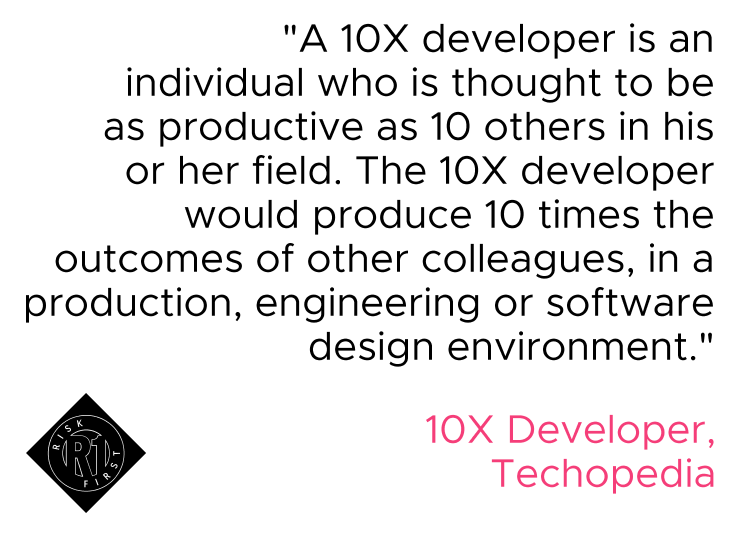 "A 10X developer is an
individual who is thought to be
as productive as 10 others in his
or her field. The 10X developer
would produce 10 times the
outcomes of other colleagues, in a
production, engineering or software
design environment."
10X Developer,
Techopedia
RISK
R1
FIRST